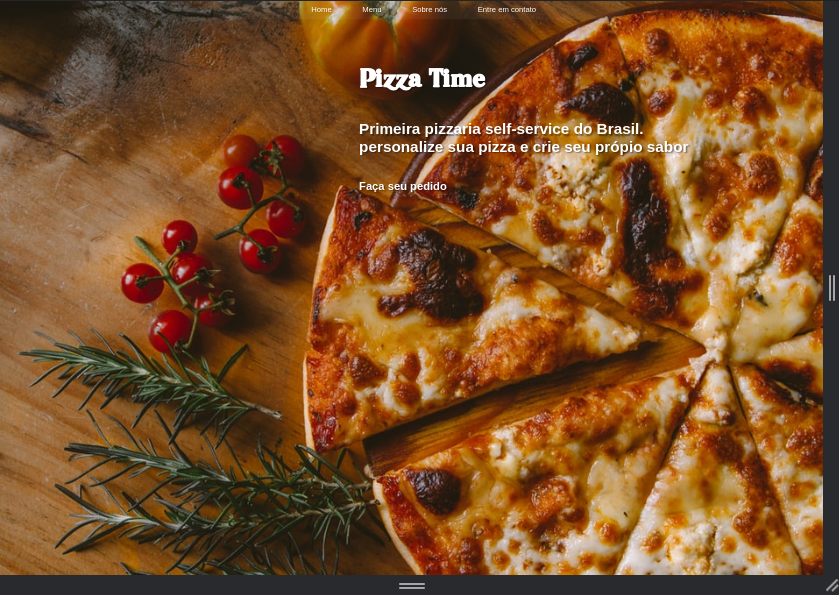 Home Menu Sobre nós Entre em contato
Pizza Time
Primeira pizzaria self-service do Brasil.
personalize sua pizza e crie seu própio sabor
Faça seu pedido